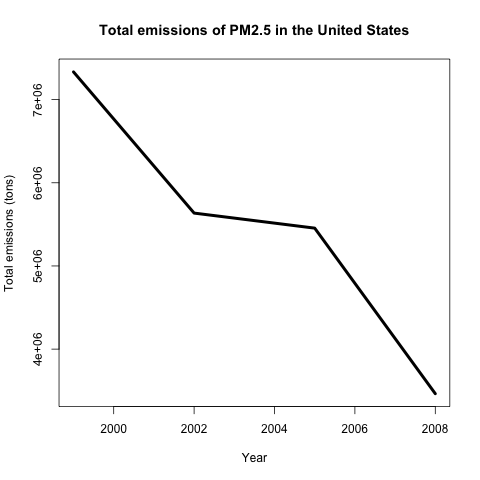 Total emissions of PM2.5 in the United States
Total emissions (tons)
7e+06
6e+06
5e+06
4e+06
2000 2002 2004 2006 2008
Year